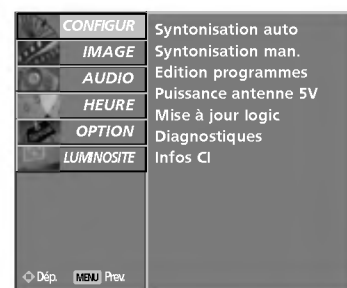 CONFIGUR
IMAGE
AUDIO
HEURE
OPTION
LUMINOSITE
Syntonisation auto
Syntonisation man.
Edition programmes
Puissance antenne 5V
Mise à jour logic
Diagnostiques
Infos CI
Dép. MENU Prev.